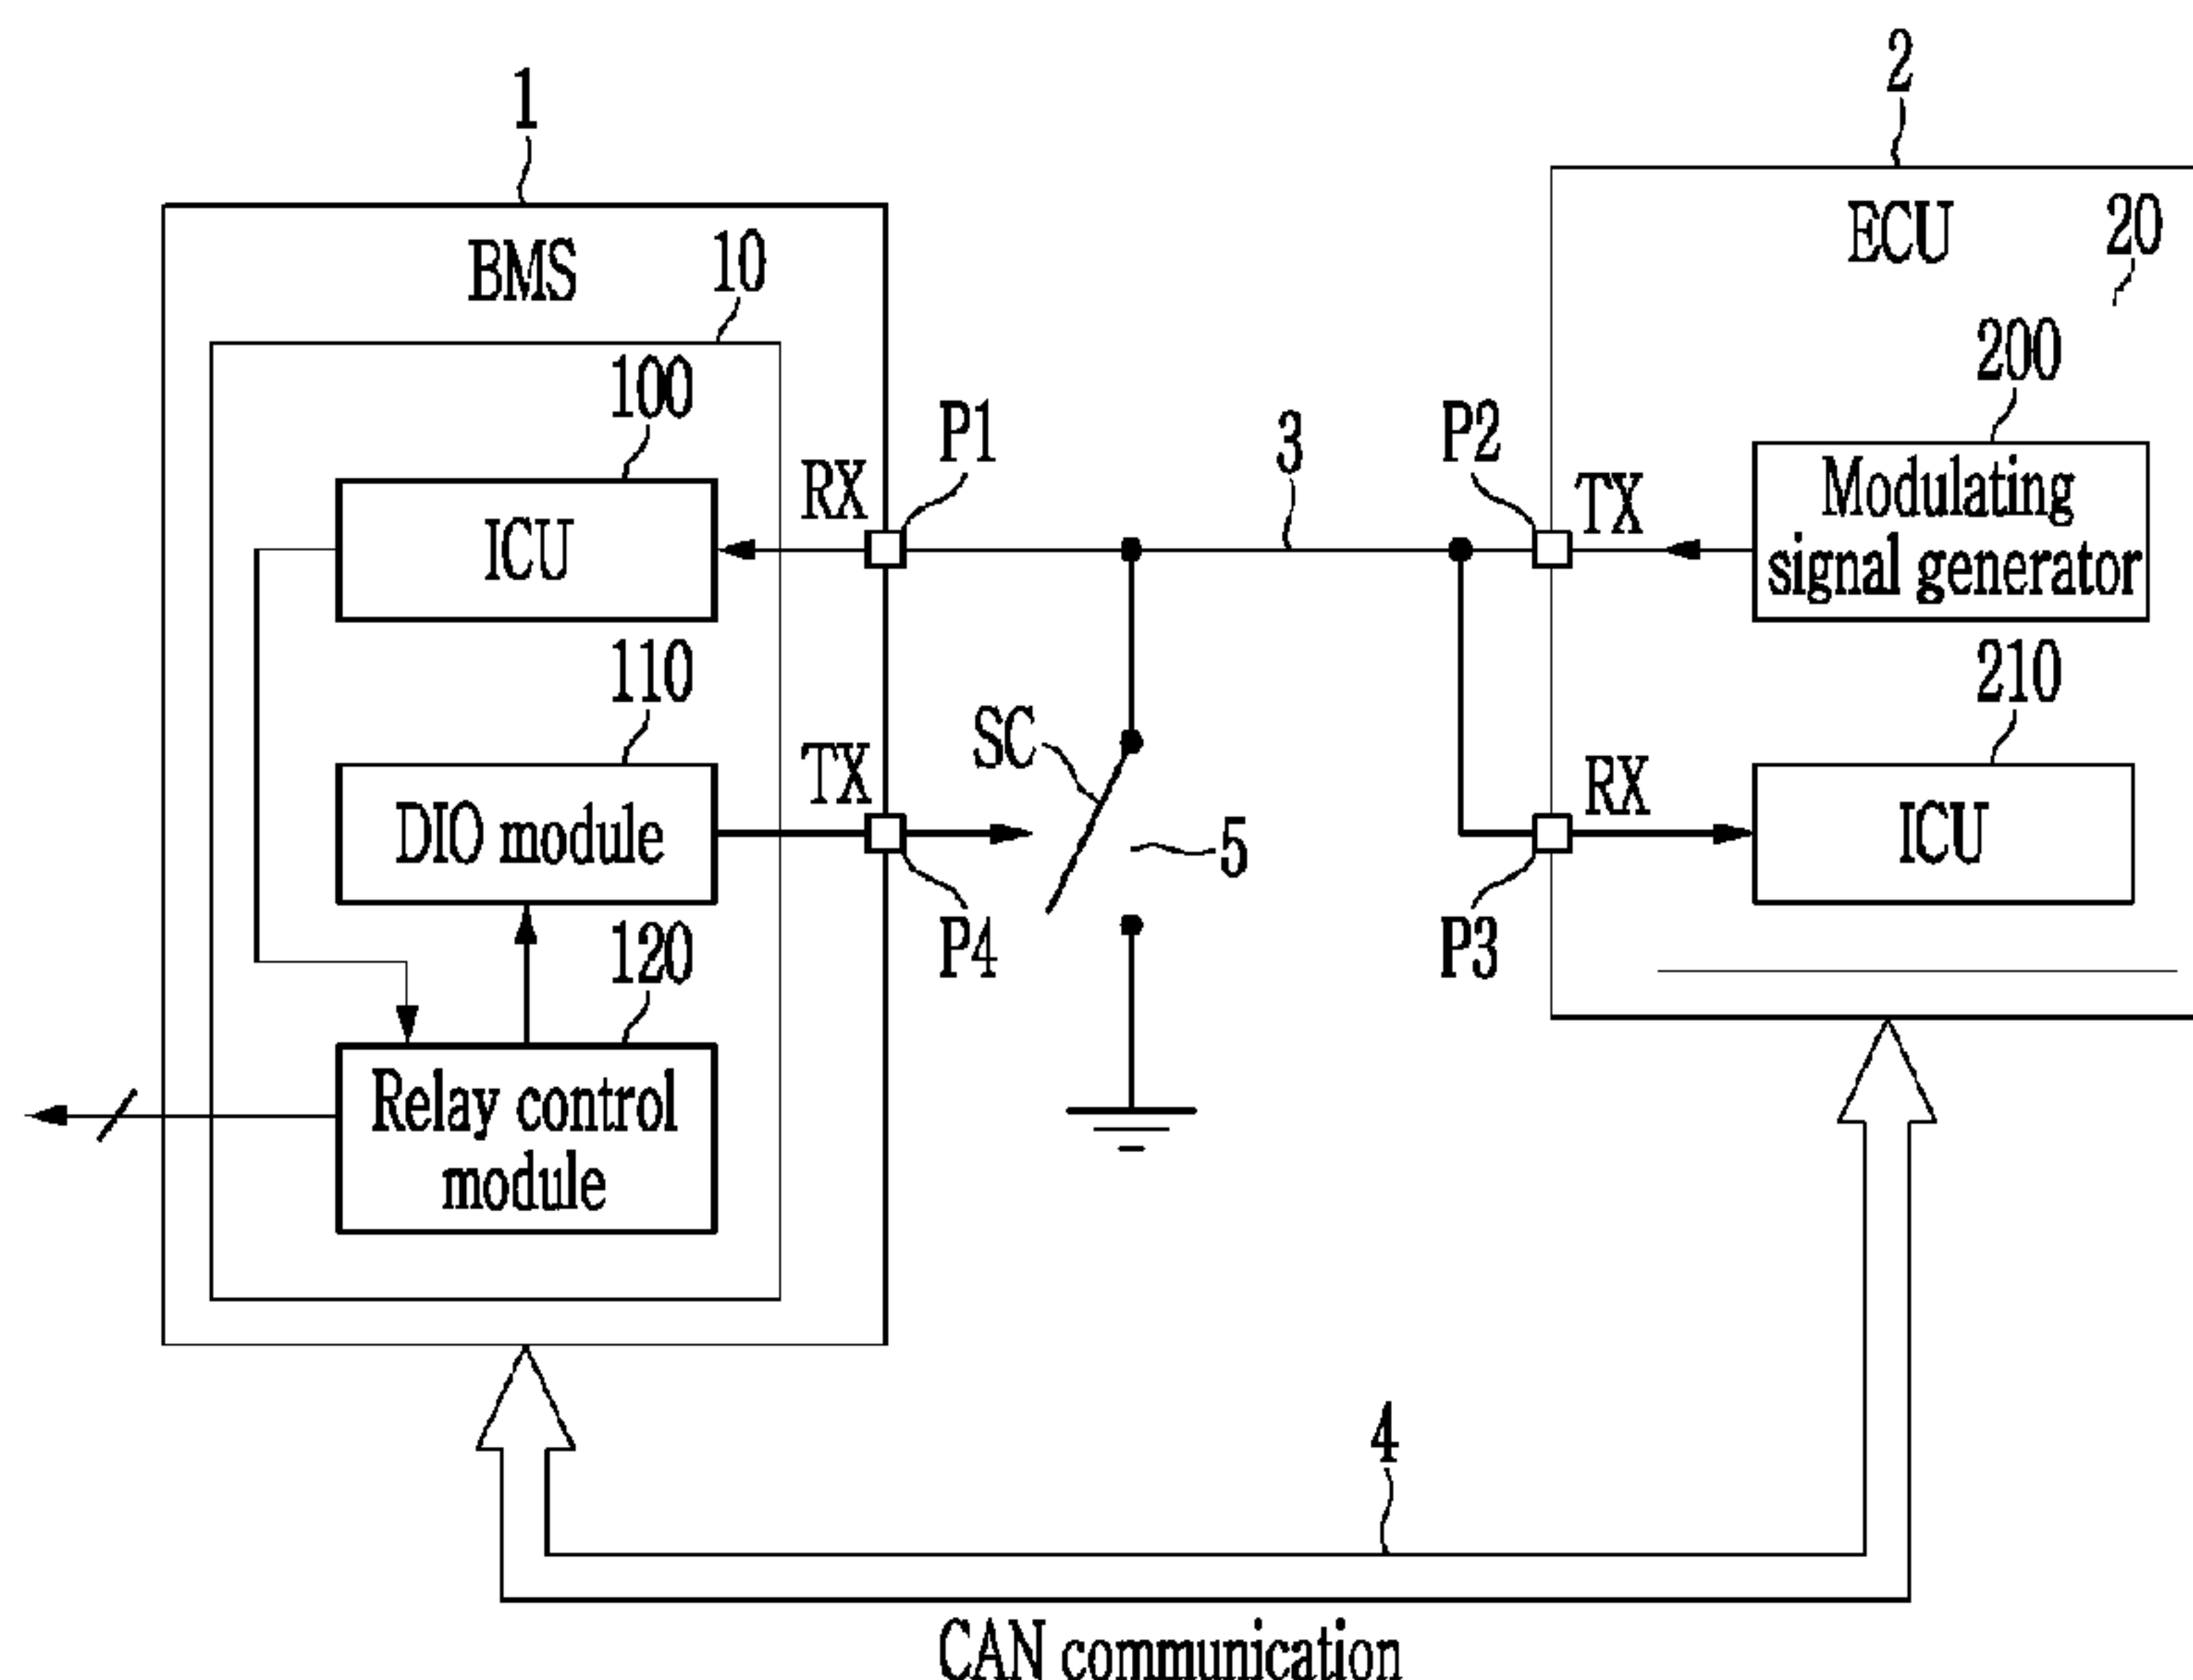 1
2
BMS
ECU
10
20
100
200
P1
3
P2
RX
TX
ICU
Modulating
signal generator
110
210
SC
TX
RX
DIO module
5
ICU
P4
P3
120
Relay control
module
4
CAN communication